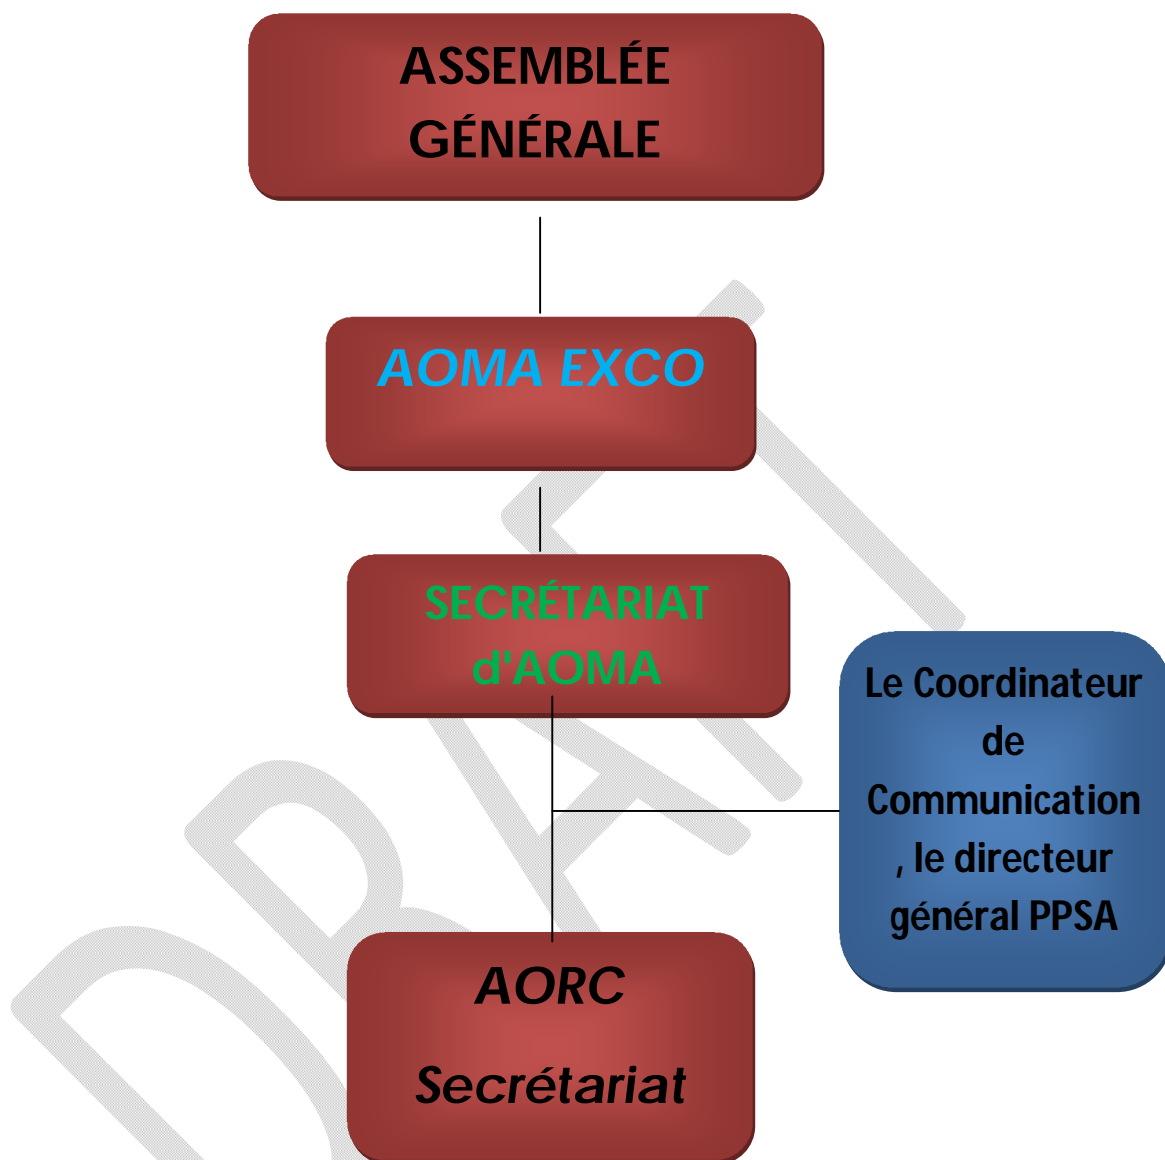 ASSEMBLÉE
GÉNÉRALE
AOMA EXCO
SECRÉTARIAT
d'AOMA
Le Coordinateur
de
Communication
, le directeur
général PPSA
AORC
Secrétariat
DRAFT